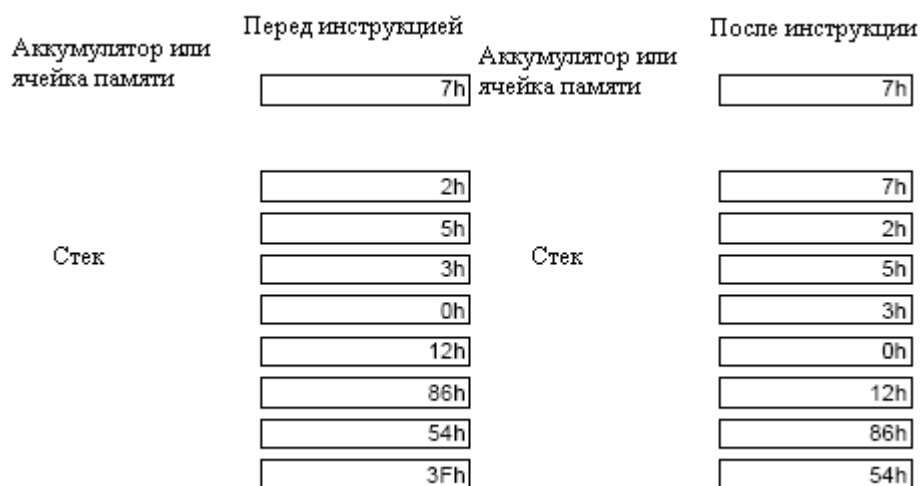 Перед инструкцией
После инструкции
Аккумулятор или
ячейка памяти
7h
Аккумулятор или
ячейка памяти
7h
2h
7h
5h
2h
Стек
3h
Стек
5h
0h
3h
12h
0h
86h
12h
54h
86h
3Fh
54h